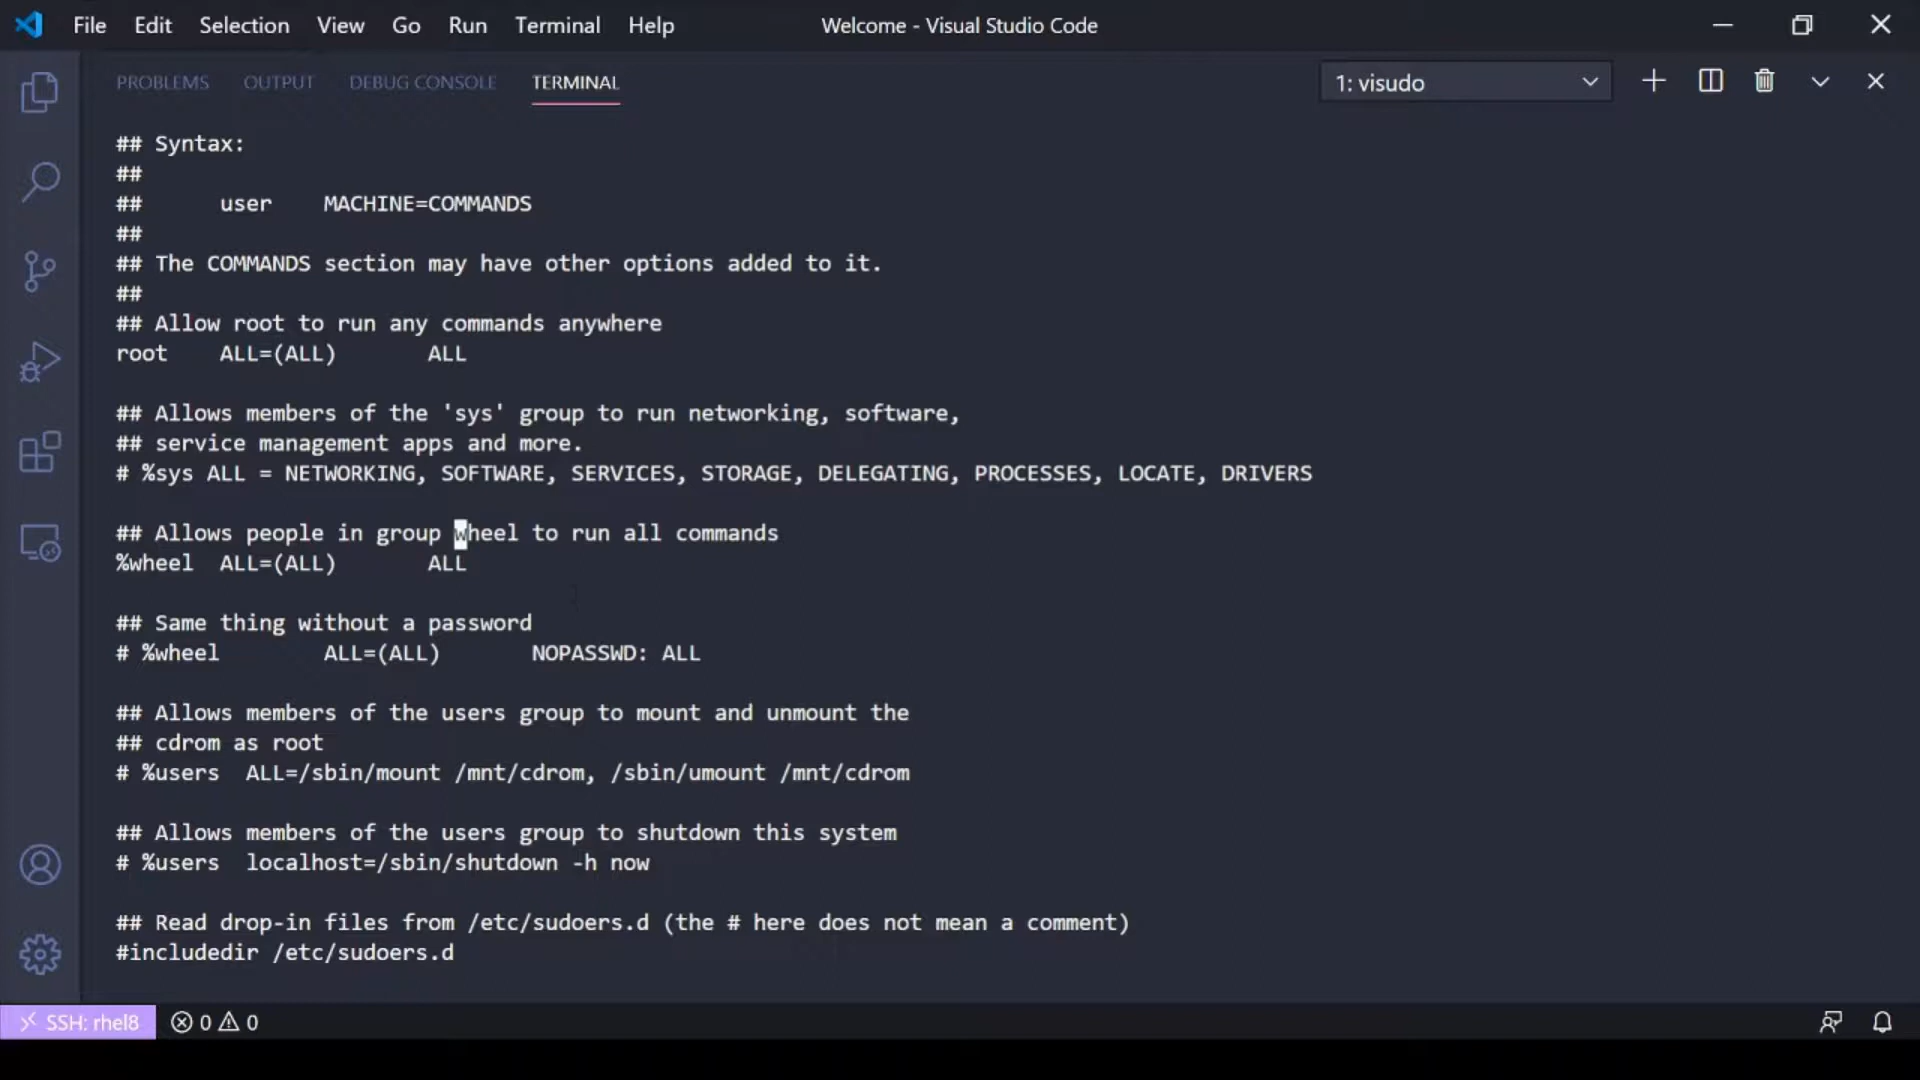 File Edit Selection View Go Run Terminal Help Welcome - Visual Studio Code
PROBLEMS OUTPUT DEBUG CONSOLE TERMINAL 1: visudo
## Syntax:
##
## user MACHINE=COMMANDS
##
## The COMMANDS section may have other options added to it.
##
## Allow root to run any commands anywhere
root ALL=(ALL) ALL
## Allows members of the 'sys' group to run networking, software,
## service management apps and more.
# %sys ALL = NETWORKING, SOFTWARE, SERVICES, STORAGE, DELEGATING, PROCESSES, LOCATE, DRIVERS
## Allows people in group wheel to run all commands
%wheel ALL=(ALL) ALL
## Same thing without a password
# %wheel ALL=(ALL) NOPASSWD: ALL
## Allows members of the users group to mount and unmount the
## cdrom as root
# %users ALL=/sbin/mount /mnt/cdrom, /sbin/umount /mnt/cdrom
## Allows members of the users group to shutdown this system
# %users localhost=/sbin/shutdown -h now
## Read drop-in files from /etc/sudoers.d (the # here does not mean a comment)
#includedir /etc/sudoers.d
SSH: rhel8 0 0